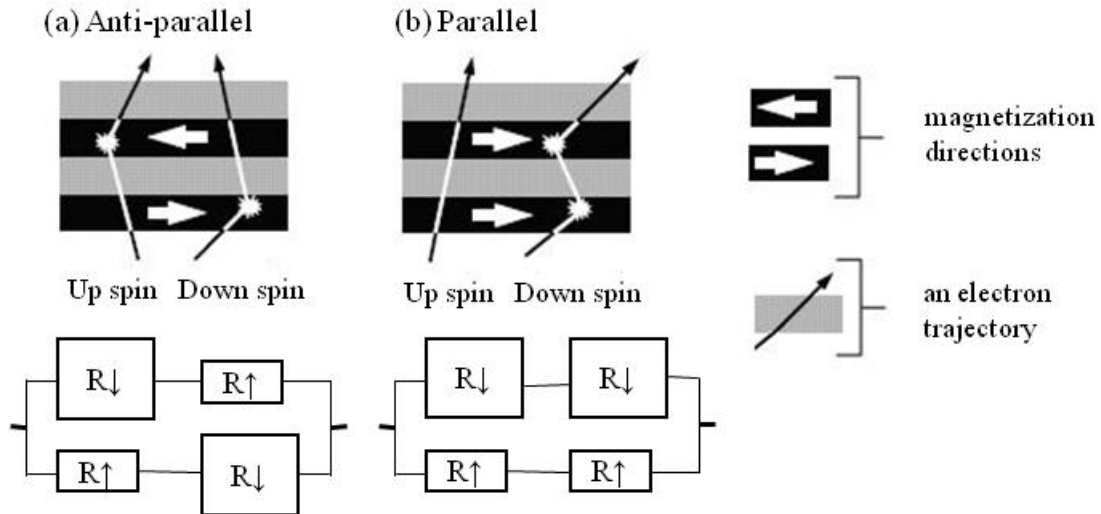 (a) Anti-parallel
(b) Parallel
magnetization
directions
Up spin Down spin
Up spin Down spin
an electron
trajectory
R↓
R↑
R↑
R↓
R↓
R↓
R↑
R↑